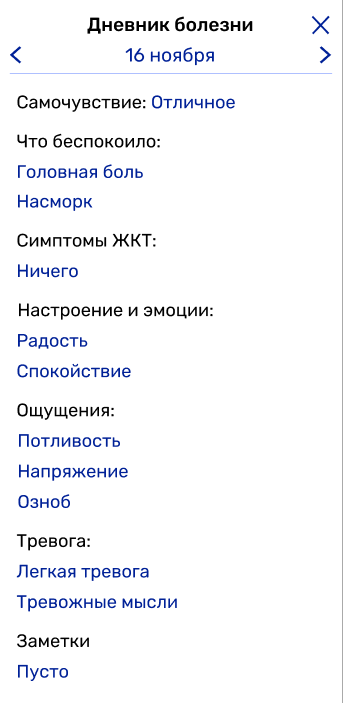 Дневник болезни
16 ноября
Самочувствие: Отличное
Что беспокоило:
Головная боль
Насморк
Симптомы ЖКТ:
Ничего
Настроение и эмоции:
Радость
Спокойствие
Ощущения:
Потливость
Напряжение
Озноб
Тревога:
Легкая тревога
Тревожные мысли
Заметки
Пусто